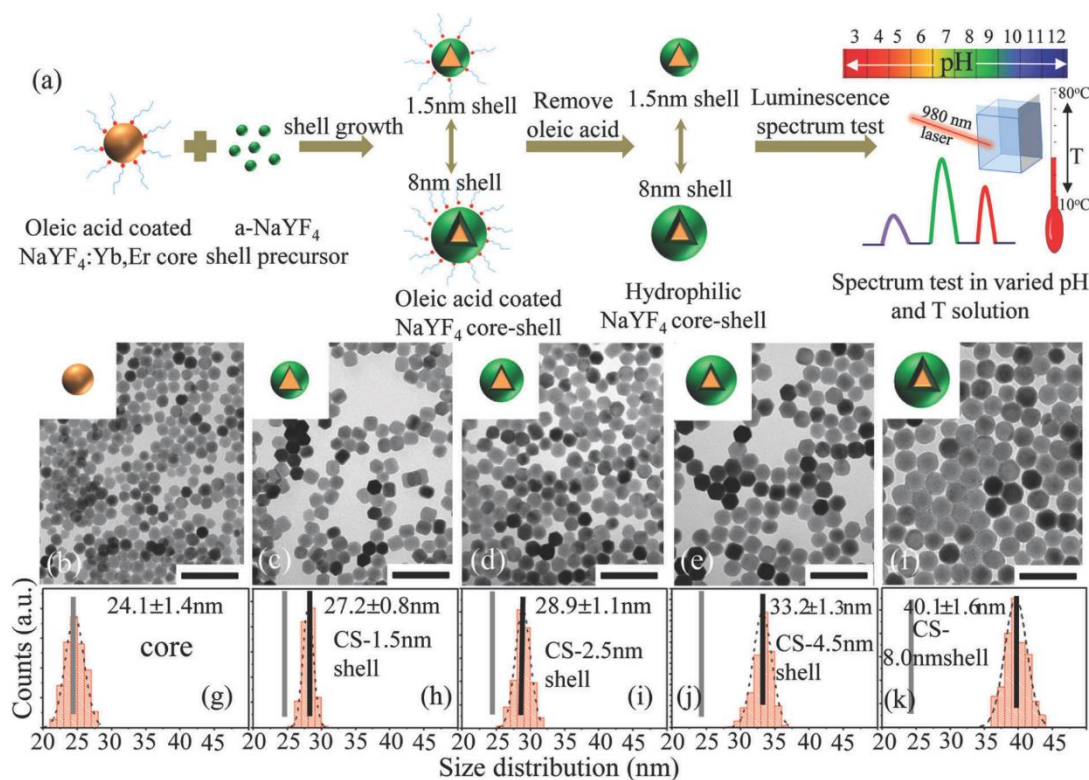 (a)
Oleic acid coated
NaYF4:Yb,Er core
a-NaYF4
shell precursor
shell growth
1.5nm shell
8nm shell
Oleic acid coated
NaYF4 core-shell
Remove
oleic acid
1.5nm shell
8nm shell
Hydrophilic
NaYF4 core-shell
Luminescence
spectrum test
3 4 5 6 7 8 9 10 11 12
pH
980 nm
laser
80ºC
T
10ºC
Spectrum test in varied pH
and T solution
(b)
(c)
(d)
(e)
(f)
Counts (a.u.)
24.1±1.4nm
core
(g)
27.2±0.8nm
CS-1.5nm
shell
(h)
28.9±1.1nm
CS-2.5nm
shell
(i)
33.2±1.3nm
CS-4.5nm
shell
(j)
40.1±1.6nm
CS-
8.0nmshell
(k)
20 25 30 35 40 45 20 25 30 35 40 45 20 25 30 35 40 45 20 25 30 35 40 45 20 25 30 35 40 45
Size distribution (nm)